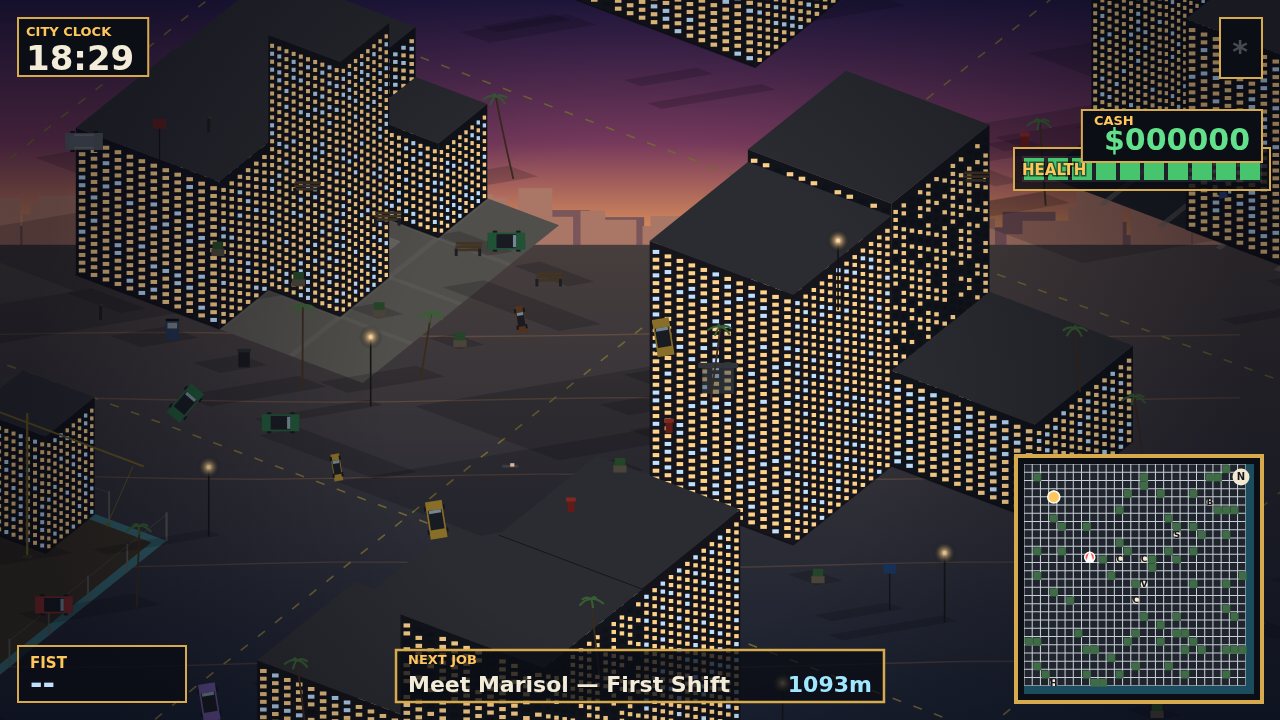 CITY CLOCK
18:29
*
CASH
$000000
HEALTH
N
B
S
V
FIST
--
NEXT JOB
Meet Marisol — First Shift 1093m